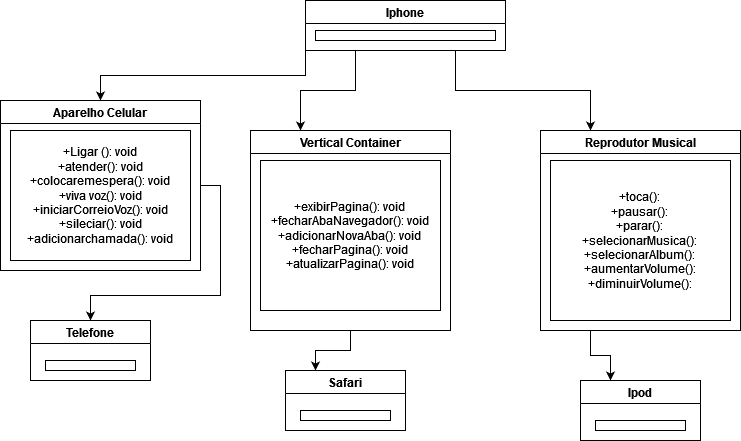 Iphone
Aparelho Celular
+Ligar (): void
+atender(): void
+colocaremespera(): void
+viva voz(): void
+iniciarCorreioVoz(): void
+sileciar(): void
+adicionarchamada(): void
Vertical Container
+exibirPagina(): void
+fecharAbaNavegador(): void
+adicionarNovaAba(): void
+fecharPagina(): void
+atualizarPagina(): void
Reprodutor Musical
+toca():
+pausar():
+parar():
+selecionarMusica():
+selecionarAlbum():
+aumentarVolume():
+diminuirVolume():
Telefone
Safari
Ipod